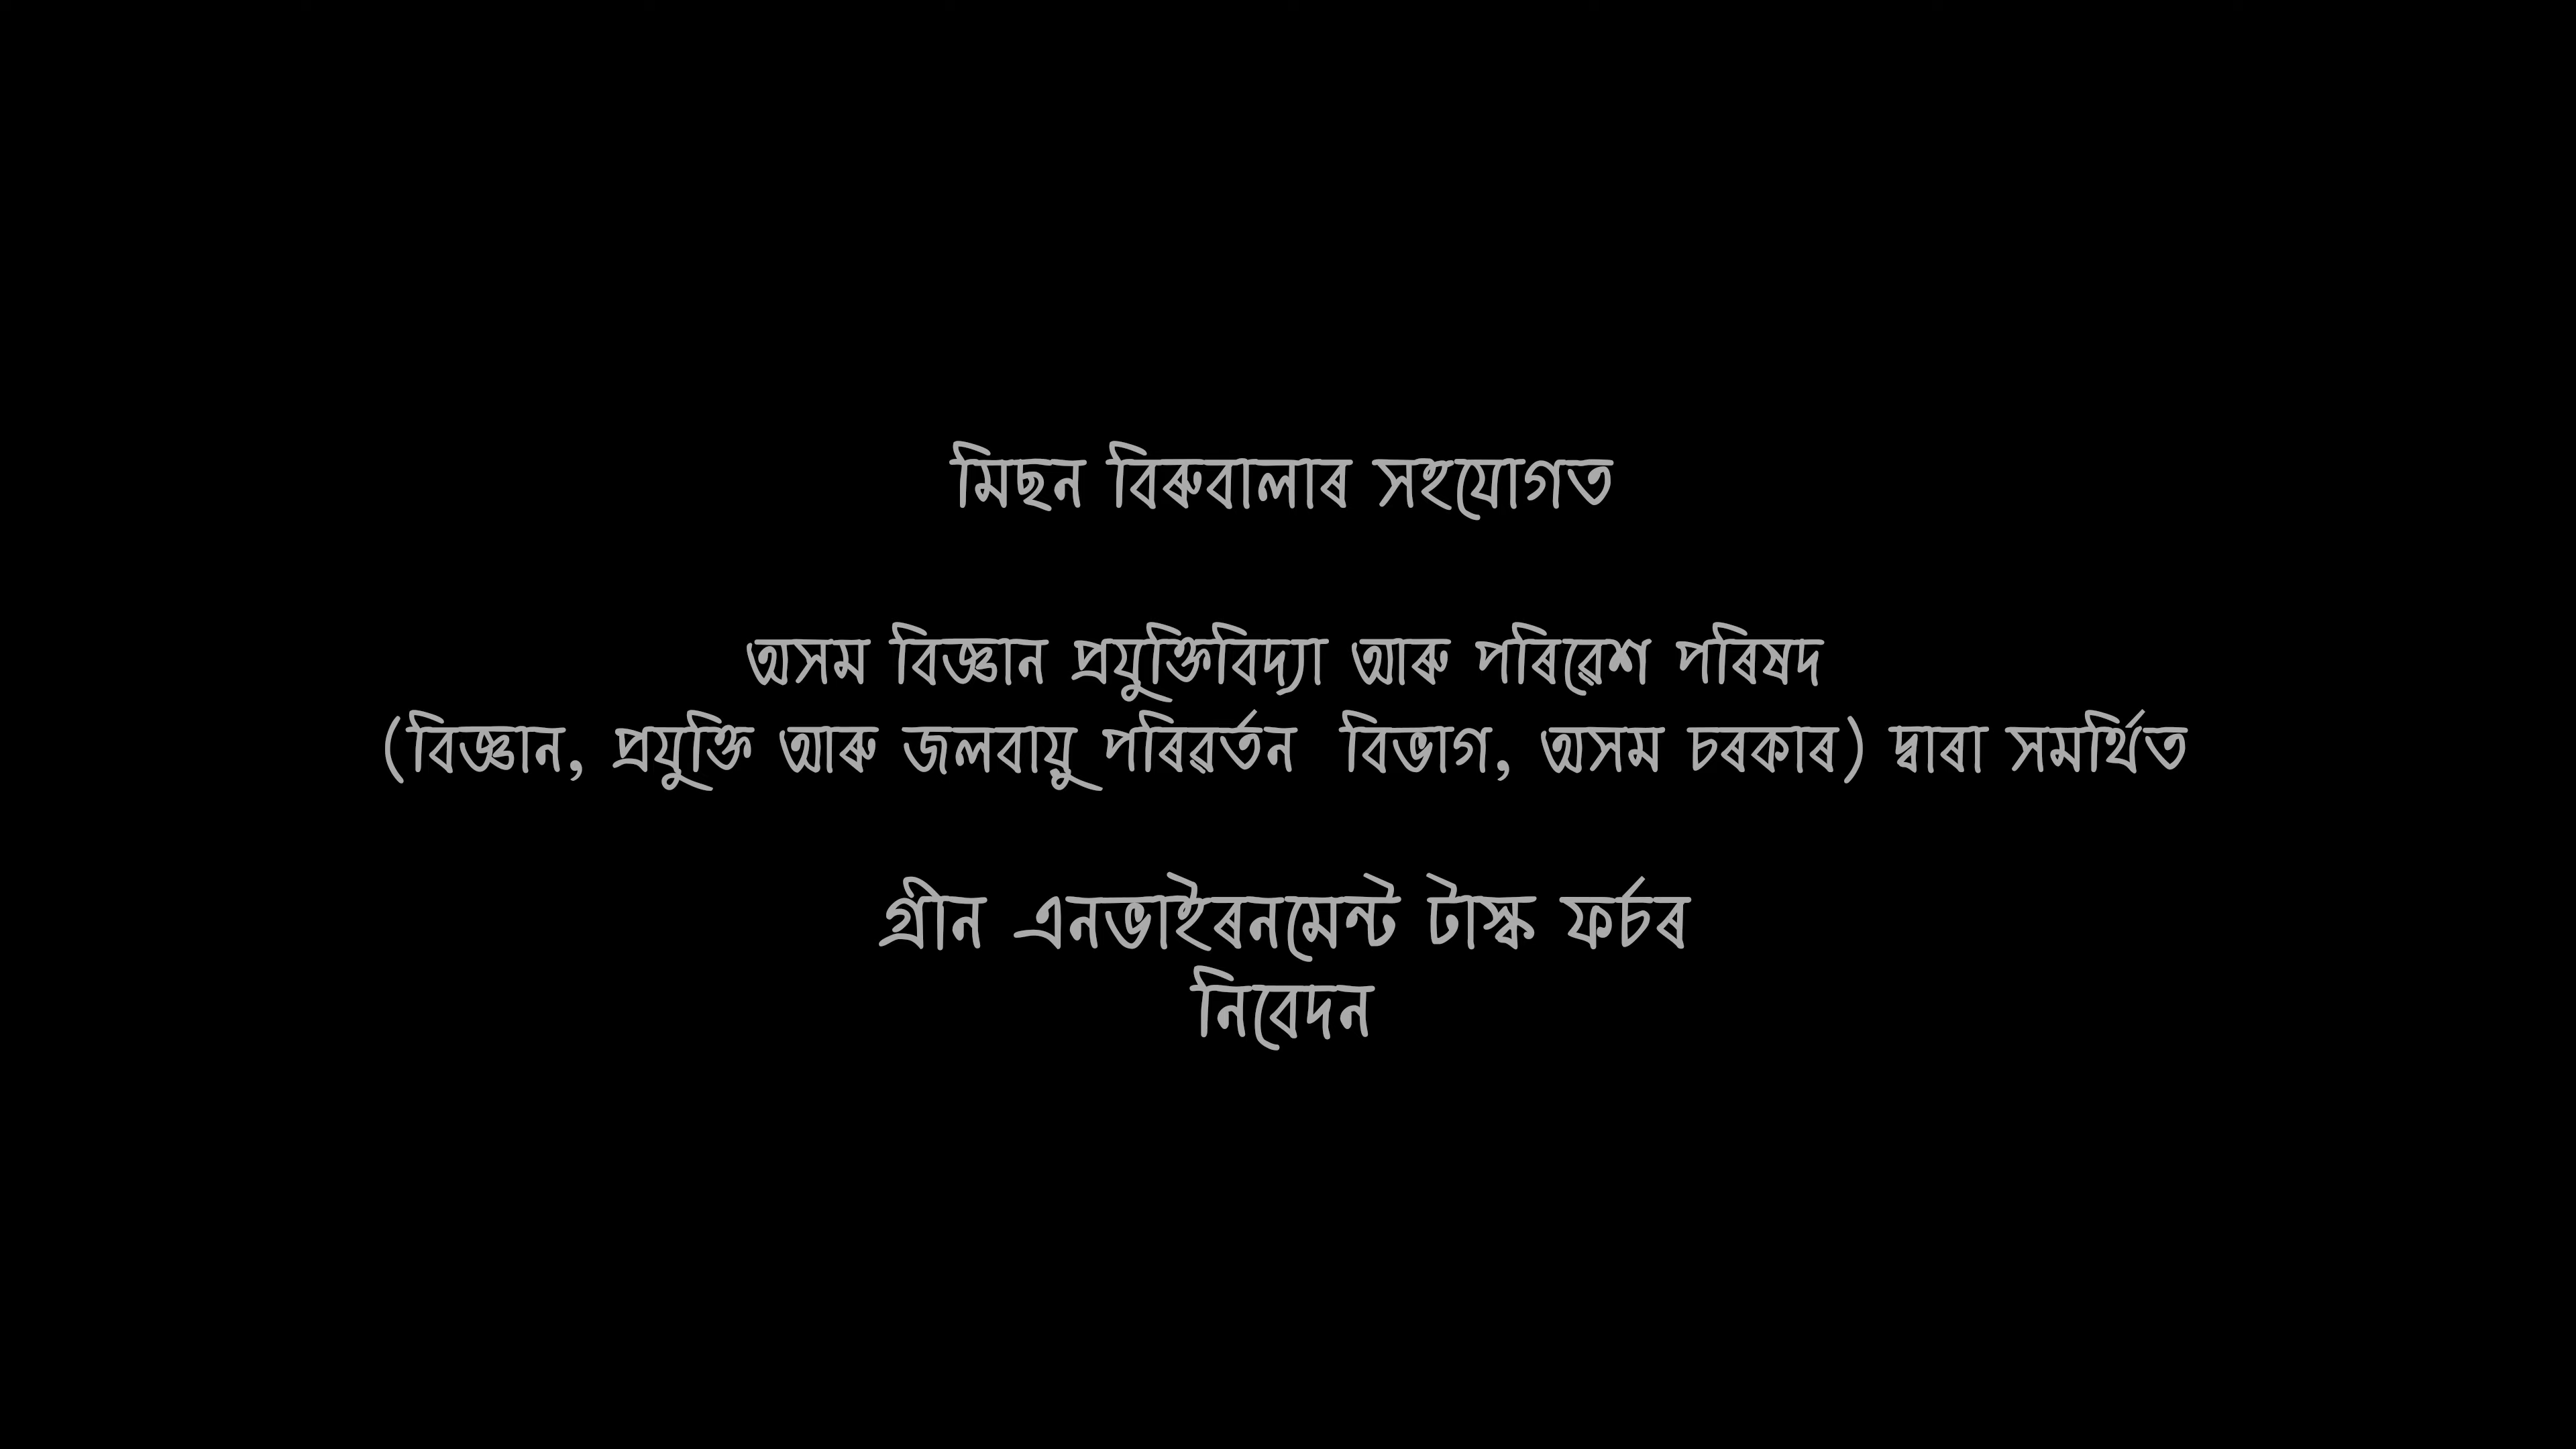 মিছন বিৰুবালাৰ সহযোগত
অসম বিজ্ঞান প্ৰযুক্তিবিদ্যা আৰু পৰিৱেশ পৰিষদ
(বিজ্ঞান, প্ৰযুক্তি আৰু জলবায়ু পৰিৱৰ্তন বিভাগ, অসম চৰকাৰ) দ্বাৰা সমৰ্থিত
গ্ৰীন এনভাইৰনমেন্ট টাস্ক ফৰ্চৰ
নিবেদন